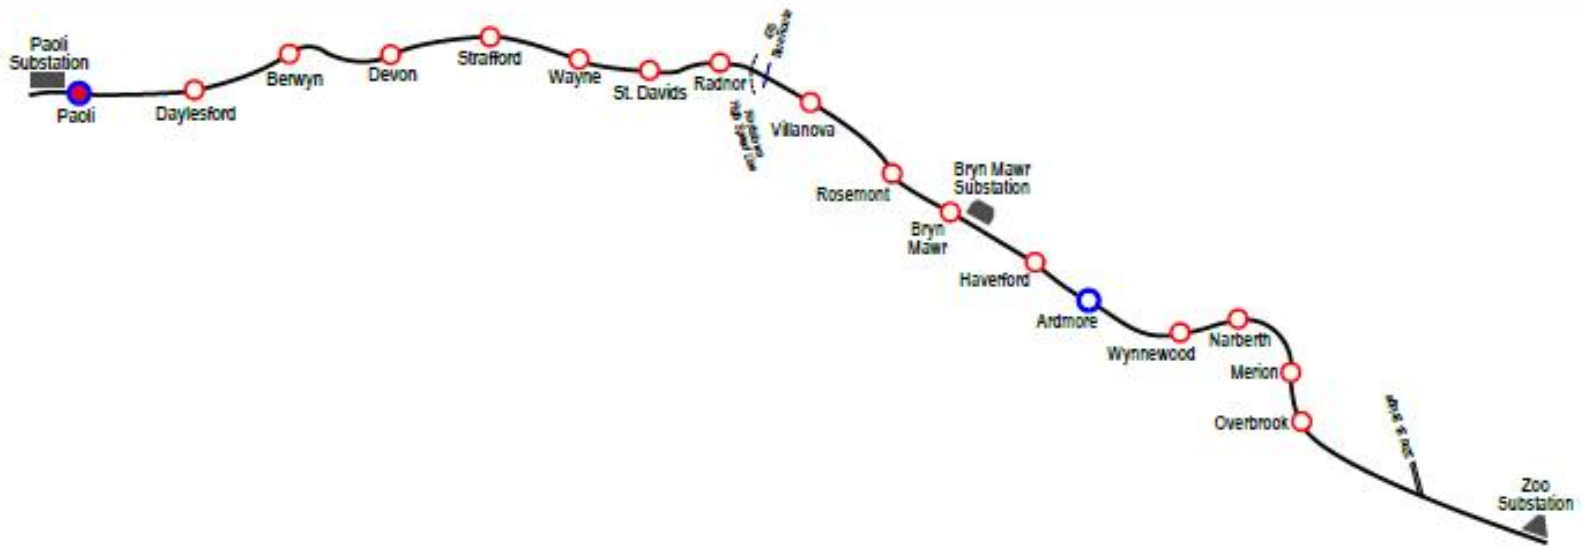 Paoli
Substation
Paoli
Daylesford
Berwyn
Devon
Strafford
Wayne
St. Davids
Radnor
Villanova
Rosemont
Bryn Mawr
Substation
Bryn
Mawr
Haverford
Ardmore
Wynnewood
Narberth
Merion
Overbrook
Zoo
Substation